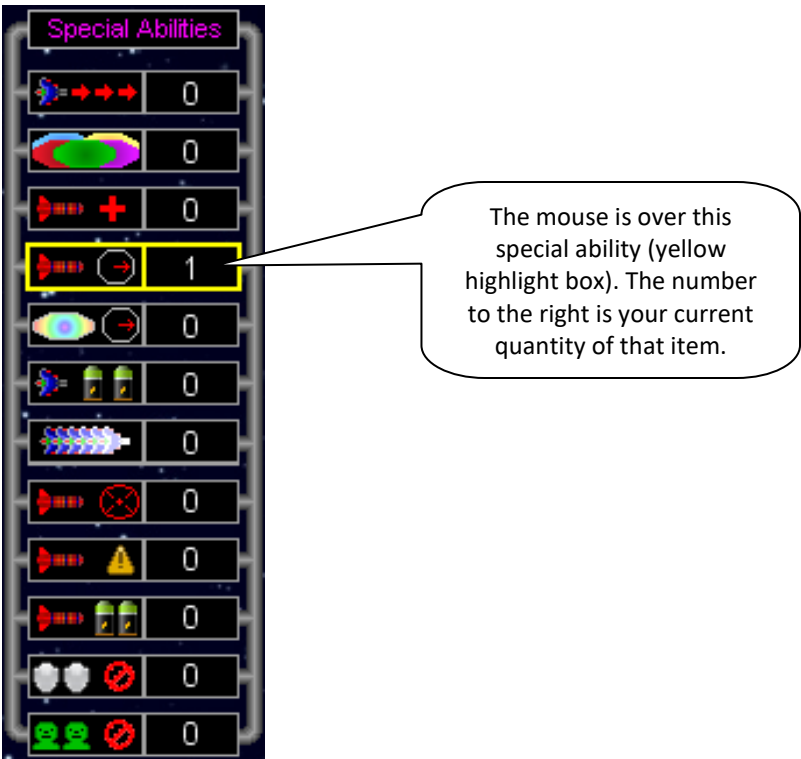 Special Abilities
0
0
0
1
0
0
0
0
0
0
0
0
The mouse is over this
special ability (yellow
highlight box). The number
to the right is your current
quantity of that item.